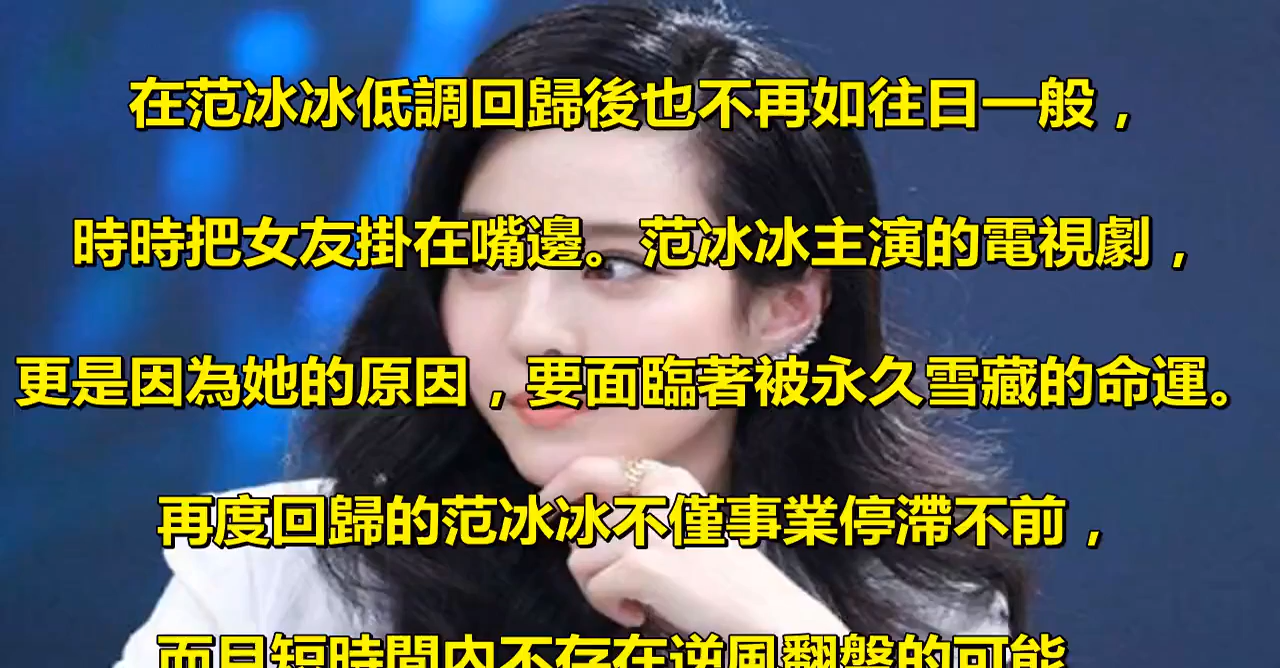 在范冰冰低調回歸後也不再如往日一般，
時時把女友掛在嘴邊。范冰冰主演的電視劇，
更是因為她的原因，要面臨著被永久雪藏的命運。
再度回歸的范冰冰不僅事業停滯不前，
而且短時間內不存在逆風翻盤的可能